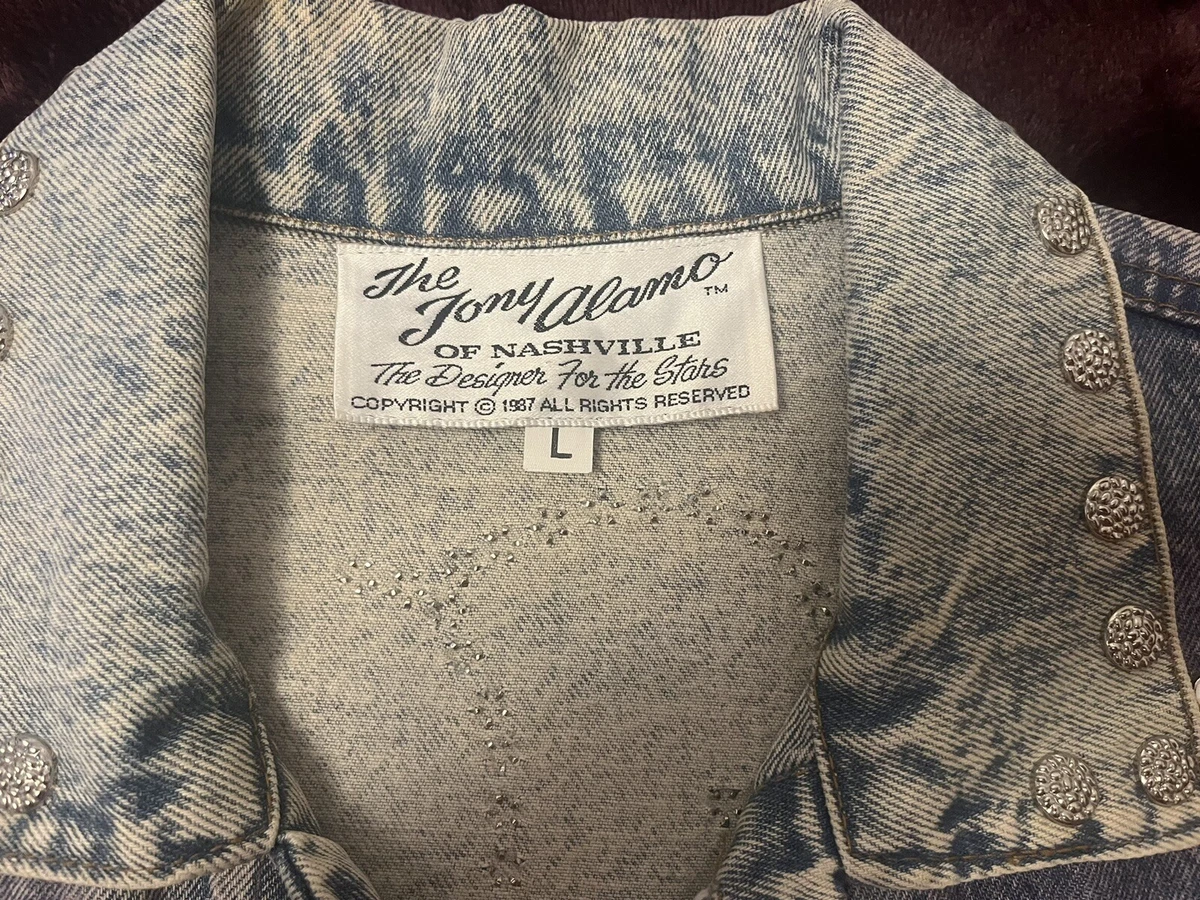 The
Tony Alamo ™
OF NASHVILLE
The Designer For the Stars
COPYRIGHT © 1987 ALL RIGHTS RESERVED
L